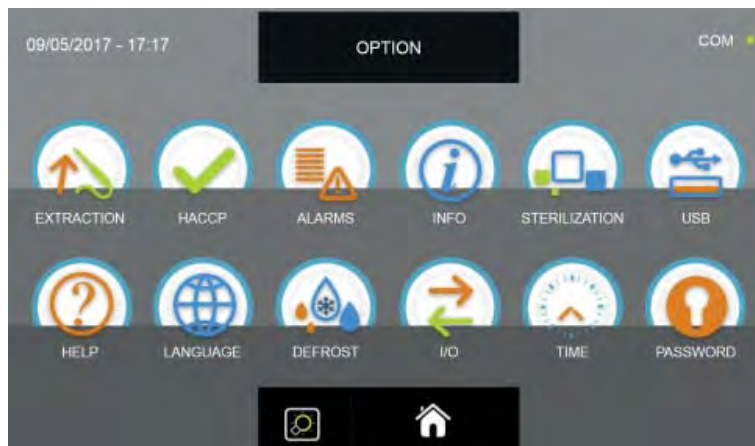 09/05/2017 - 17:17
OPTION
COM
EXTRACTION
HACCP
ALARMS
INFO
STERILIZATION
USB
HELP
LANGUAGE
DEFROST
I/O
TIME
PASSWORD